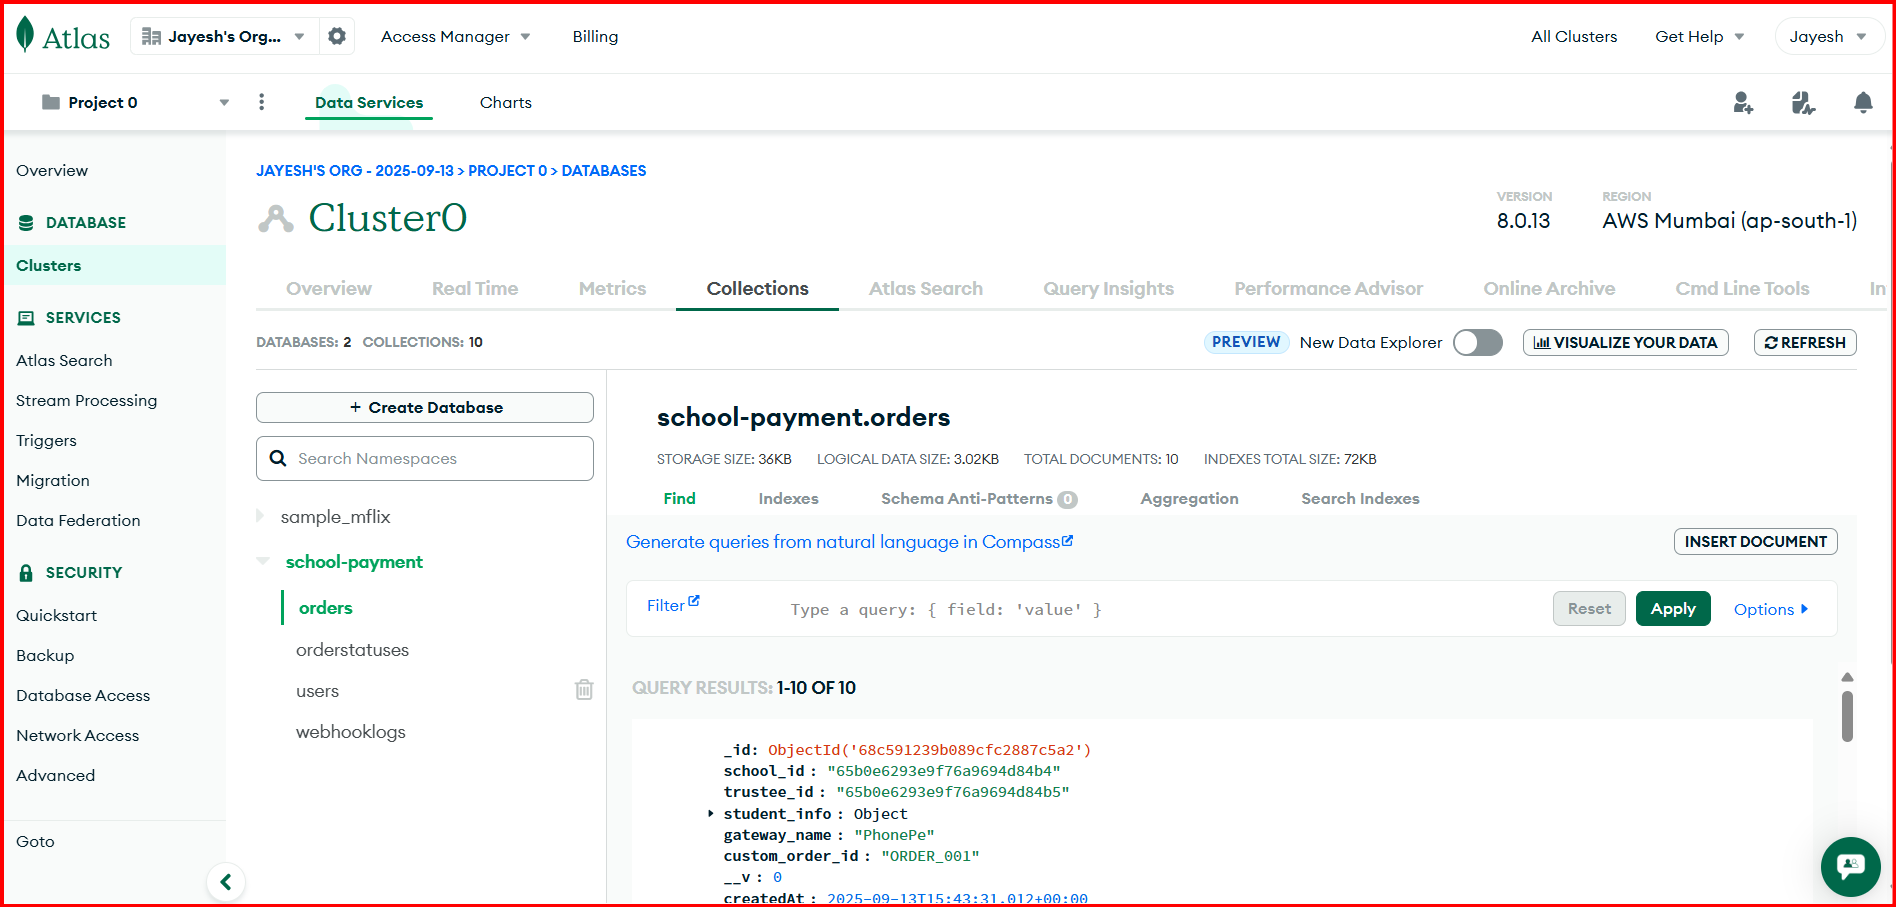 Atlas
Jayesh's Org...
Access Manager
Billing
All Clusters
Get Help
Jayesh
Project 0
Data Services
Charts
Overview
DATABASE
Clusters
SERVICES
Atlas Search
Stream Processing
Triggers
Migration
Data Federation
SECURITY
Quickstart
Backup
Database Access
Network Access
Advanced
Goto
JAYESH'S ORG - 2025-09-13 > PROJECT 0 > DATABASES
Cluster0
VERSION
8.0.13
REGION
AWS Mumbai (ap-south-1)
Overview
Real Time
Metrics
Collections
Atlas Search
Query Insights
Performance Advisor
Online Archive
Cmd Line Tools
In
DATABASES: 2 COLLECTIONS: 10
PREVIEW
New Data Explorer
VISUALIZE YOUR DATA
REFRESH
+ Create Database
Search Namespaces
sample_mflix
school-payment
orders
orderstatuses
users
webhooklogs
school-payment.orders
STORAGE SIZE: 36KB LOGICAL DATA SIZE: 3.02KB TOTAL DOCUMENTS: 10 INDEXES TOTAL SIZE: 72KB
Find
Indexes
Schema Anti-Patterns 0
Aggregation
Search Indexes
Generate queries from natural language in Compass
INSERT DOCUMENT
Filter
Type a query: { field: 'value' }
Reset
Apply
Options
QUERY RESULTS: 1-10 OF 10
_id: ObjectId('68c591239b089cfc2887c5a2')
school_id : "65b0e6293e9f76a9694d84b4"
trustee_id : "65b0e6293e9f76a9694d84b5"
student_info : Object
gateway_name : "PhonePe"
custom_order_id : "ORDER_001"
__v : 0
createdAt : 2025-09-13T15:43:31.012+00:00